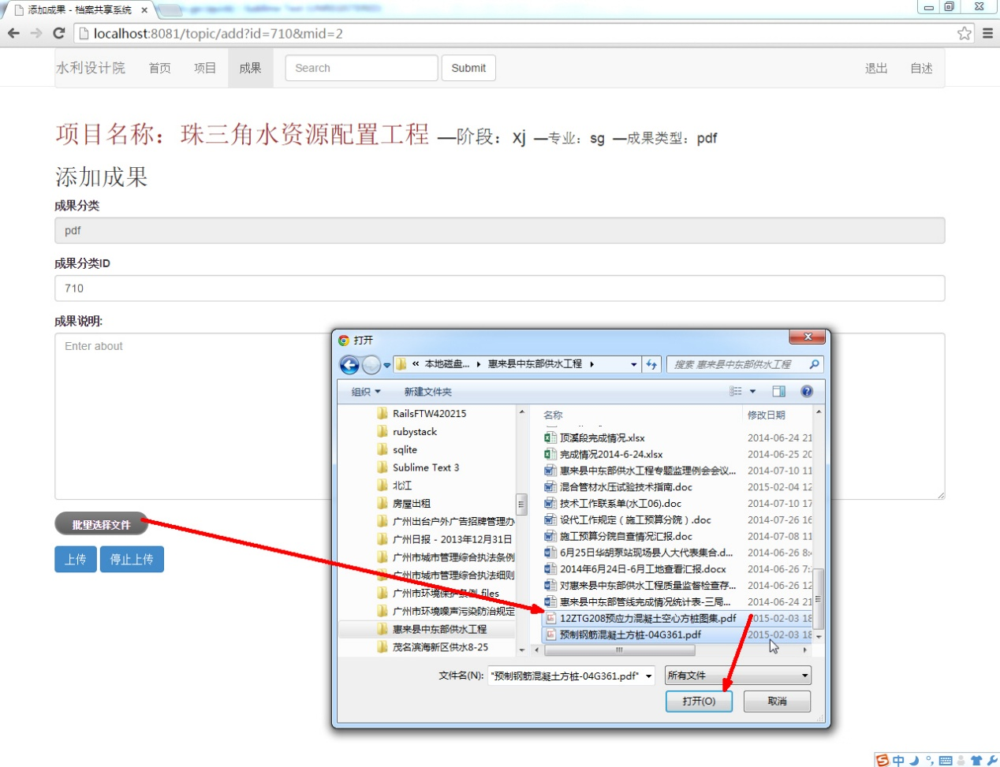 添加成果 - 档案共享系统
localhost:8081/topic/add?id=710&mid=2
水利设计院 首页 项目 成果 Search Submit 退出 自述
项目名称：珠三角水资源配置工程 —阶段：Xj —专业：sg —成果类型：pdf
添加成果
成果分类
pdf
成果分类ID
710
成果说明:
Enter about
批量选择文件
上传 停止上传
打开
« 本地磁盘... 惠来县中东部供水工程 搜索 惠来县中东部供水工程
组织 新建文件夹
RailsFTW420215
rubystack
sqlite
Sublime Text 3
北江
房屋出租
广州出台户外广告招牌管理办
广州日报 - 2013年12月31日
广州市城市管理综合执法条例
广州市城市管理综合执法细则
广州市环境保护条例.files
广州市环境噪声污染防治规定
惠来县中东部供水工程
茂名滨海新区供水8-25
名称 修改日期
顶溪段完成情况.xlsx 2014-06-24 21
完成情况2014-6-24.xlsx 2014-06-25 20
惠来县中东部供水工程专题监理例会会议... 2014-07-10 11
混合管材水压试验技术指南.doc 2015-02-04 12
技术工作联系单(水工06).doc 2014-07-10 17
设代工作规定（施工预算分院）.doc 2014-07-26 16
施工预算分院自查情况汇报.doc 2014-07-08 11
6月25日华胡泵站现场县人大代表集合.d... 2014-06-26 8:
2014年6月24日-6月工地查看汇报.docx 2014-06-26 7:
对惠来县中东部供水工程质量监督检查存... 2014-06-26 12
惠来县中东部管线完成情况统计表-三局... 2014-06-24 21
12ZTG208预应力混凝土空心方桩图集.pdf 2015-02-03 18
预制钢筋混凝土方桩-04G361.pdf 2015-02-03 18
文件名(N): "预制钢筋混凝土方桩-04G361.pdf" 所有文件
打开(O) 取消
中